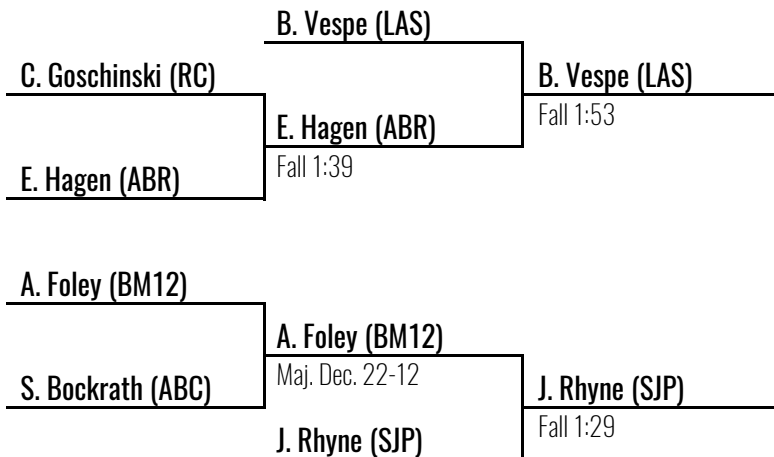 B. Vespe (LAS)
C. Goschinski (RC)
B. Vespe (LAS)
Fall 1:53
E. Hagen (ABR)
Fall 1:39
E. Hagen (ABR)
A. Foley (BM12)
A. Foley (BM12)
Maj. Dec. 22-12
S. Bockrath (ABC)
J. Rhyne (SJP)
Fall 1:29
J. Rhyne (SJP)